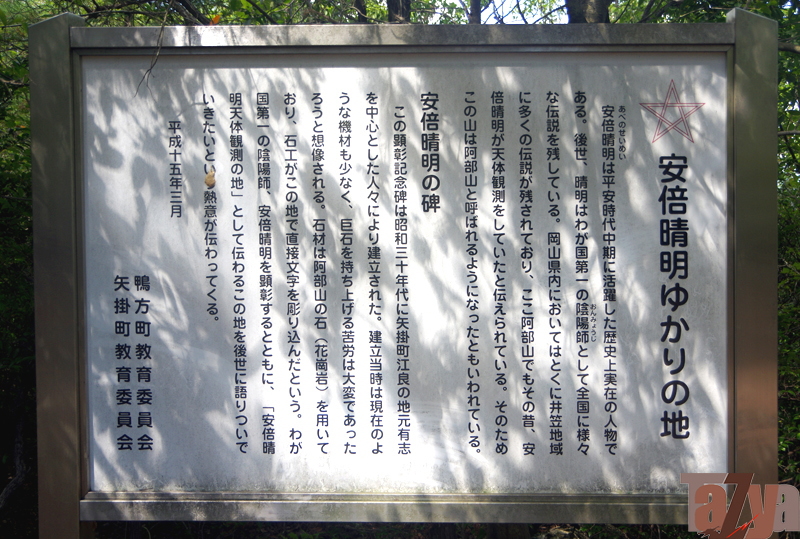 安倍晴明ゆかりの地
安倍晴明は平安時代中期に活躍した歴史上実在の人物で
あべのせいめい
ある。後世、晴明はわが国第一の陰陽師として全国に様々
おんみょうじ
な伝説を残している。岡山県内においてはとくに井笠地域
に多くの伝説が残されており、ここ阿部山でもその昔、安
倍晴明が天体観測をしていたと伝えられている。そのため
この山は阿部山と呼ばれるようになったともいわれている。
安倍晴明の碑
この顕彰記念碑は昭和三十年代に矢掛町江良の地元有志
を中心とした人々により建立された。建立当時は現在のよ
うな機材も少なく、巨石を持ち上げる苦労は大変であった
ろうと想像される。石材は阿部山の石（花崗岩）を用いて
おり、石工がこの地で直接文字を彫り込んだという。わが
国第一の陰陽師、安倍晴明を顕彰するとともに、「安倍晴
明天体観測の地」として伝わるこの地を後世に語りついで
いきたいとい熱意が伝わってくる。
平成十五年三月
鴨方町教育委員会
矢掛町教育委員会
TaZya